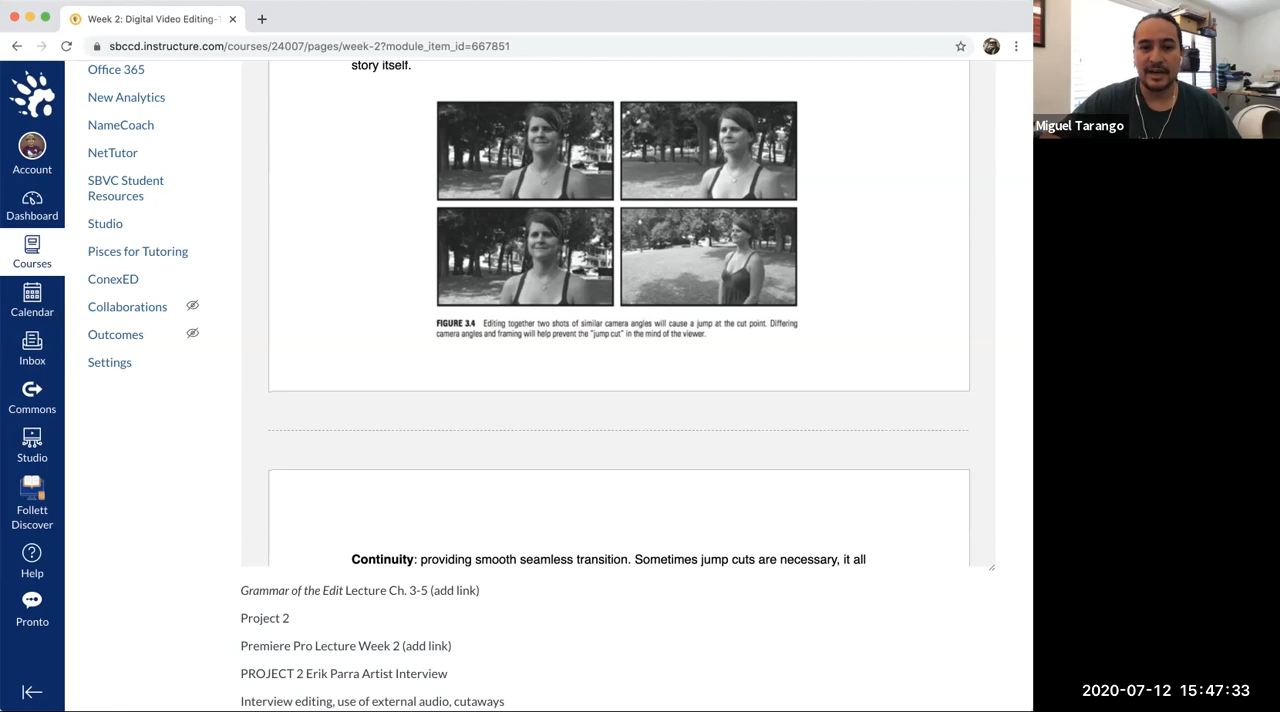 Week 2: Digital Video Editing-
sbccd.instructure.com/courses/24007/pages/week-2?module_item_id=667851
Account
Dashboard
Courses
Calendar
Inbox
Commons
Studio
Follett
Discover
Help
Pronto
Office 365
New Analytics
NameCoach
NetTutor
SBVC Student
Resources
Studio
Pisces for Tutoring
ConexED
Collaborations
Outcomes
Settings
story itself.
FIGURE 3.4 Editing together two shots of similar camera angles will cause a jump at the cut point. Differing
camera angles and framing will help prevent the "jump cut" in the mind of the viewer.
Continuity: providing smooth seamless transition. Sometimes jump cuts are necessary, it all
Grammar of the Edit Lecture Ch. 3-5 (add link)
Project 2
Premiere Pro Lecture Week 2 (add link)
PROJECT 2 Erik Parra Artist Interview
Interview editing, use of external audio, cutaways
Miguel Tarango
2020-07-12 15:47:33